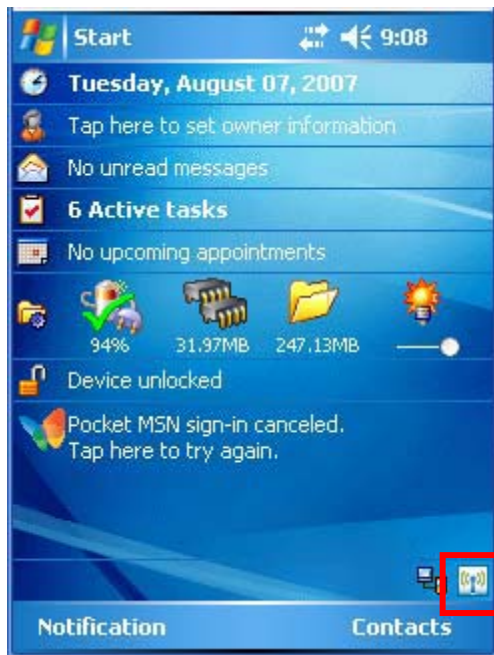 Start 9:08
Tuesday, August 07, 2007
Tap here to set owner information
No unread messages
6 Active tasks
No upcoming appointments
94% 31.97MB 247.13MB
Device unlocked
Pocket MSN sign-in canceled.
Tap here to try again.
Notification Contacts